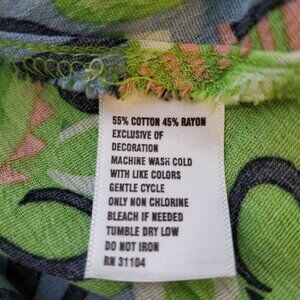 55% COTTON 45% RAYON
EXCLUSIVE OF
DECORATION
MACHINE WASH COLD
WITH LIKE COLORS
GENTLE CYCLE
ONLY NON CHLORINE
BLEACH IF NEEDED
TUMBLE DRY LOW
DO NOT IRON
RN 31104